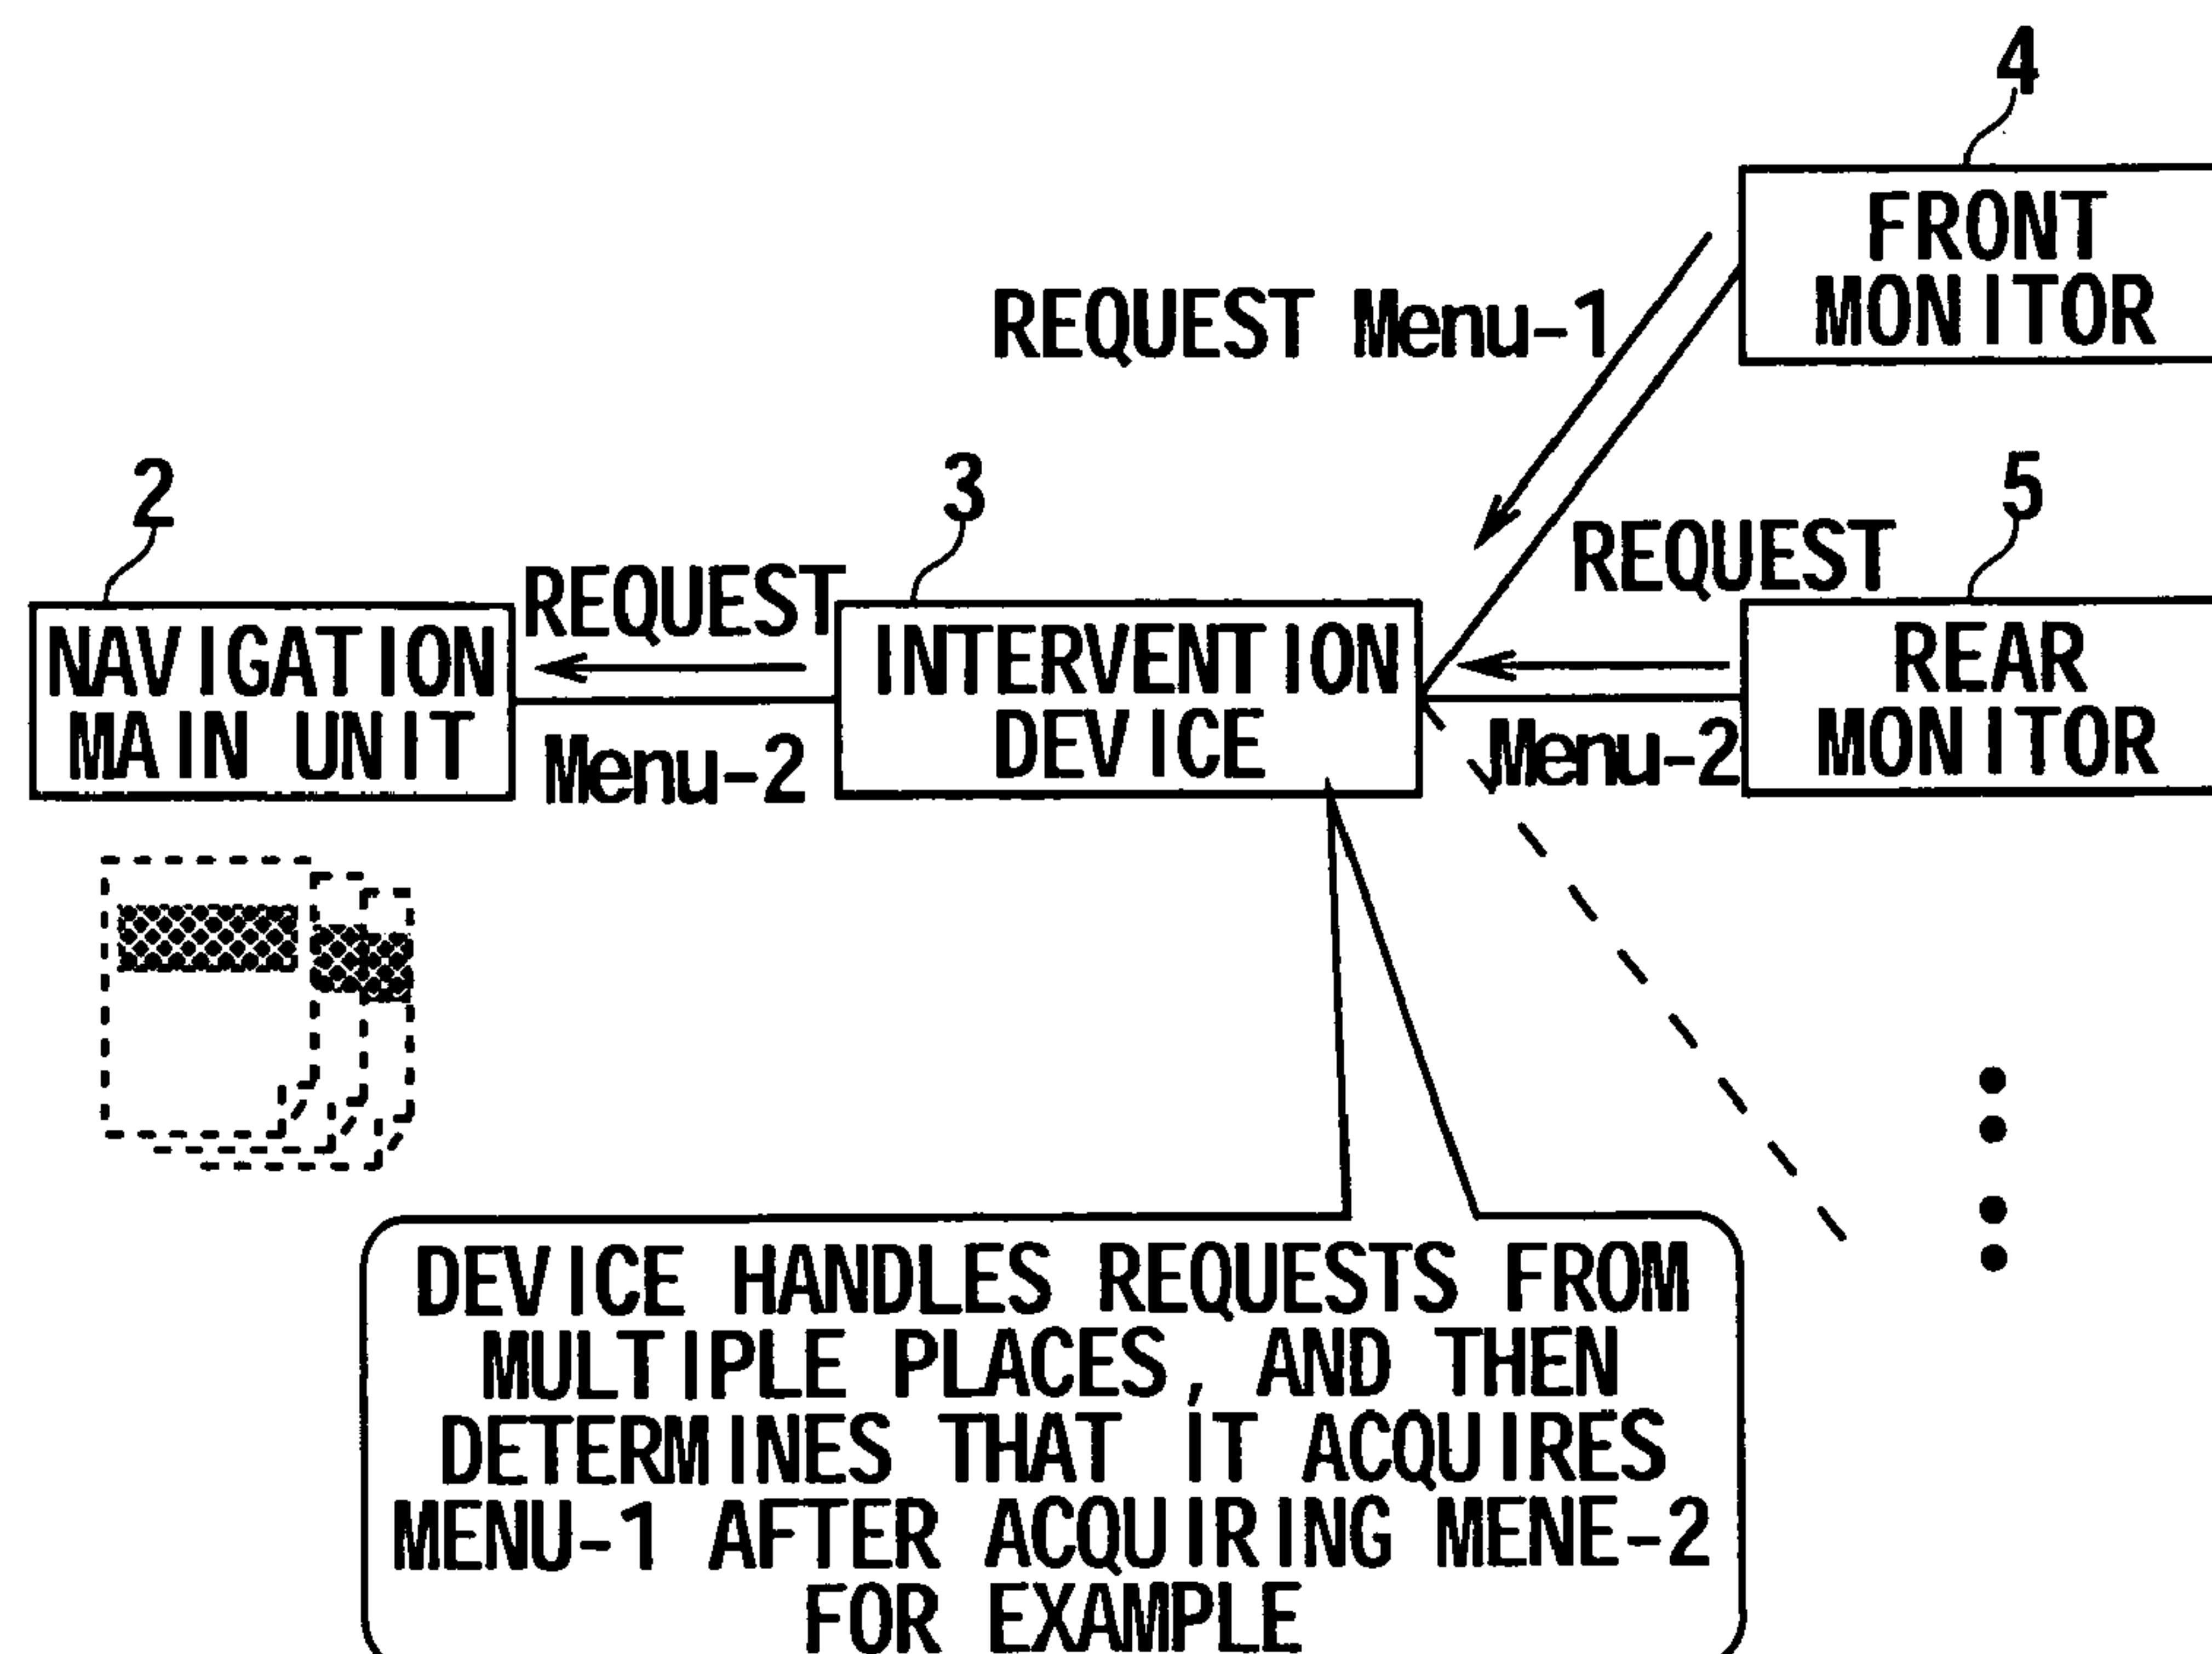 4
FRONT
MONITOR
REQUEST Menu-1
2
3
5
REQUEST
REQUEST
NAVIGATION
MAIN UNIT
INTERVENTION
DEVICE
REAR
MONITOR
Menu-2
Menu-2
DEVICE HANDLES REQUESTS FROM
MULTIPLE PLACES, AND THEN
DETERMINES THAT IT ACQUIRES
MENU-1 AFTER ACQUIRING MENE-2
FOR EXAMPLE